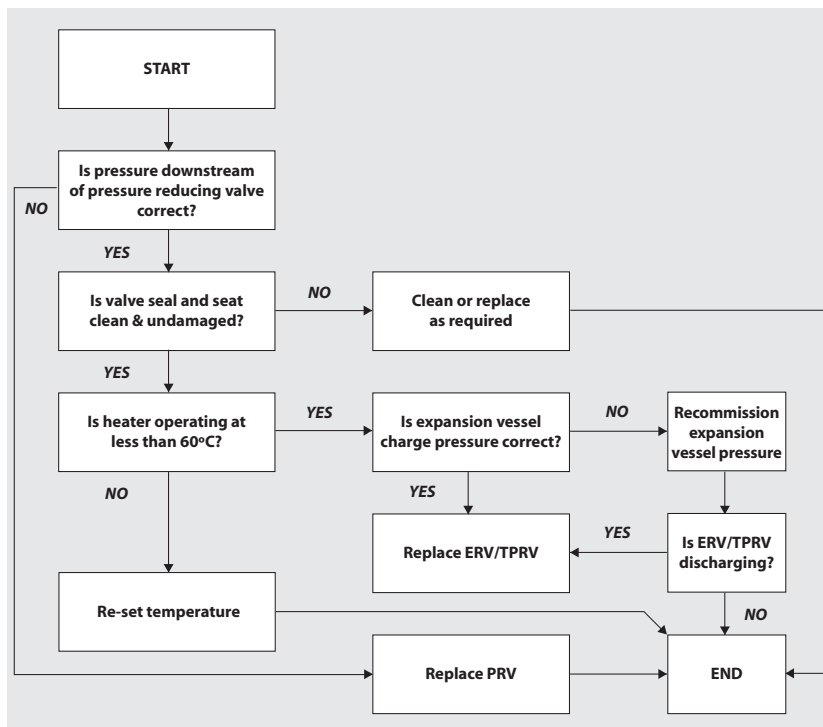 START
Is pressure downstream
of pressure reducing valve
correct?
NO
YES
Is valve seal and seat
clean & undamaged?
NO
Clean or replace
as required
YES
Is heater operating at
less than 60ºC?
YES
Is expansion vessel
charge pressure correct?
NO
Recommission
expansion
vessel pressure
NO
YES
Replace ERV/TPRV
YES
Is ERV/TPRV
discharging?
Re-set temperature
NO
Replace PRV
END